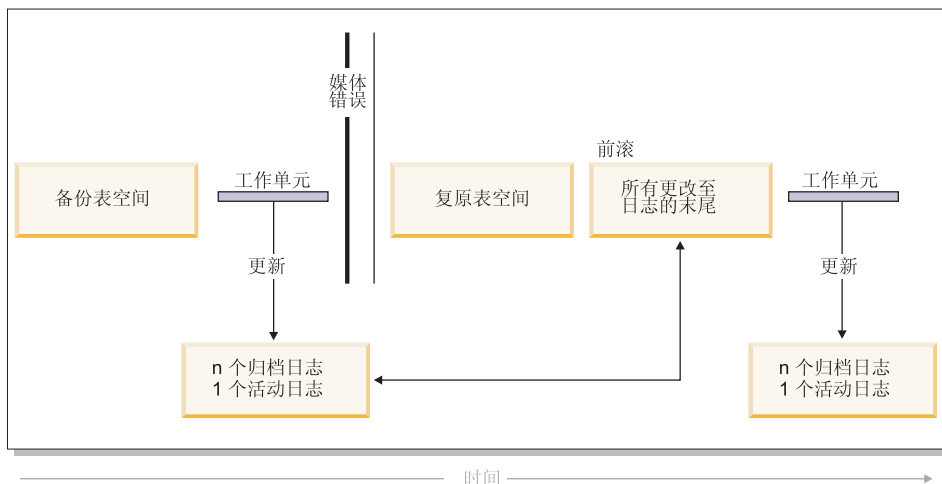 媒体
错误
前滚
备份表空间
工作单元
复原表空间
所有更改至
日志的末尾
工作单元
更新
更新
n 个归档日志
1 个活动日志
n 个归档日志
1 个活动日志
时间